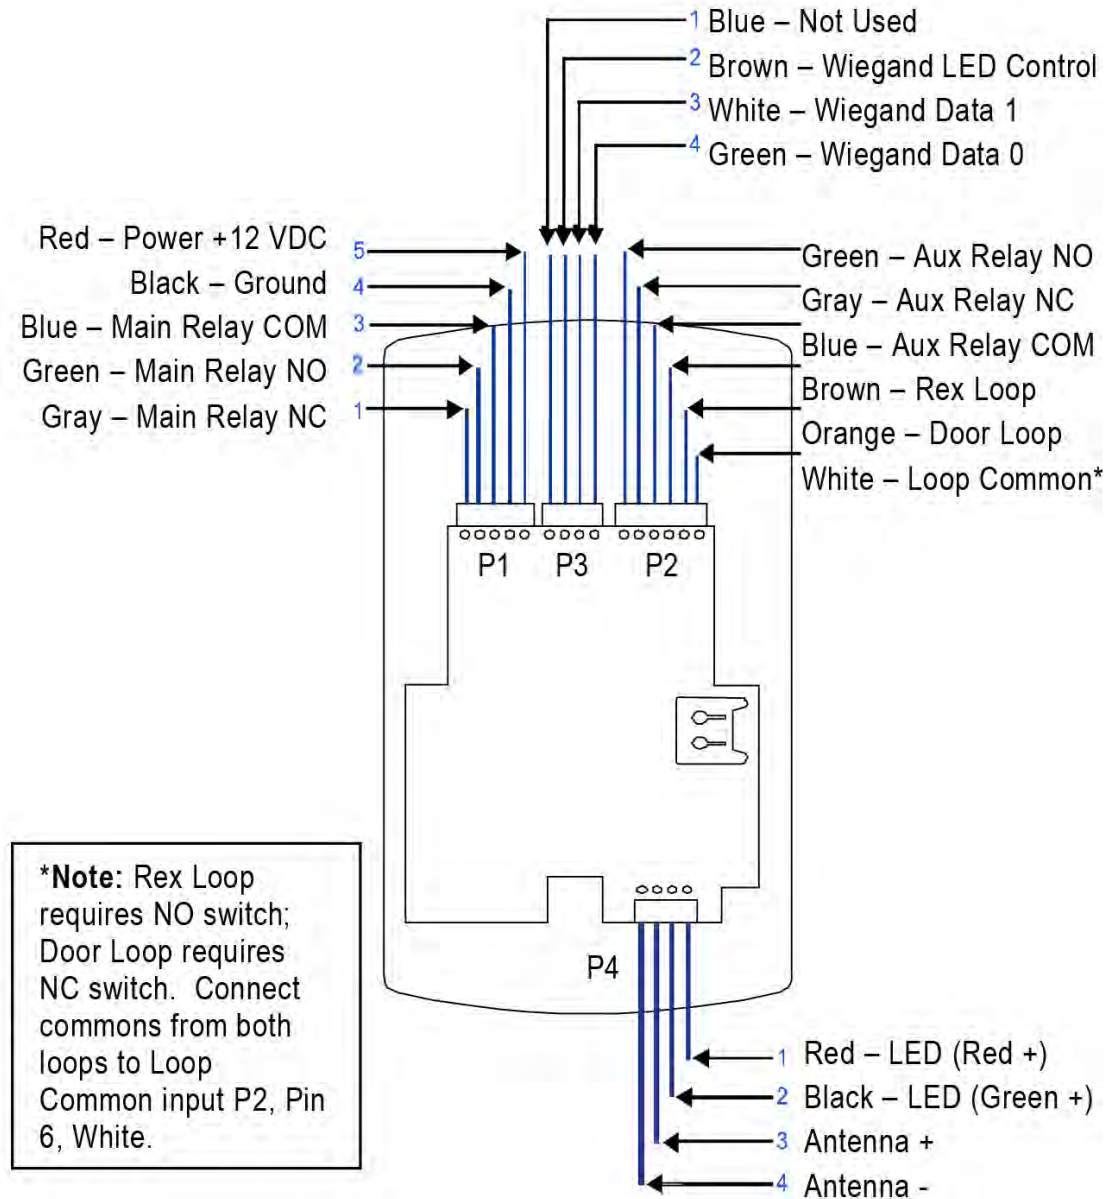 1 Blue – Not Used
2 Brown – Wiegand LED Control
3 White – Wiegand Data 1
4 Green – Wiegand Data 0
Red – Power +12 VDC 5
Black – Ground 4
Blue – Main Relay COM 3
Green – Main Relay NO 2
Gray – Main Relay NC 1
Green – Aux Relay NO
Gray – Aux Relay NC
Blue – Aux Relay COM
Brown – Rex Loop
Orange – Door Loop
White – Loop Common*
P1 P3 P2
*Note: Rex Loop
requires NO switch;
Door Loop requires
NC switch. Connect
commons from both
loops to Loop
Common input P2, Pin
6, White.
P4
1 Red – LED (Red +)
2 Black – LED (Green +)
3 Antenna +
4 Antenna -